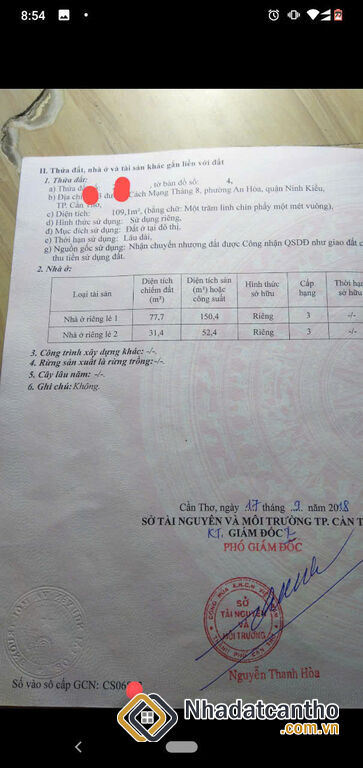 8:54
II. Thửa đất, nhà ở và tài sản khác gắn liền với đất
1. Thửa đất:
a) Thửa đất tờ bản đồ số: 4,
b) Địa chỉ: Cách Mạng Tháng 8, phường An Hòa, quận Ninh Kiều,
TP. Cần Thơ,
c) Diện tích: 109,1m², (bằng chữ: Một trăm linh chín phẩy một mét vuông),
d) Hình thức sử dụng: Sử dụng riêng,
đ) Mục đích sử dụng: Đất ở tại đô thị,
e) Thời hạn sử dụng: Lâu dài,
g) Nguồn gốc sử dụng: Nhận chuyển nhượng đất được Công nhận QSDĐ như giao đất có
thu tiền sử dụng đất.
2. Nhà ở:
Loại tài sản Diện tích chiếm đất (m²) Diện tích sàn (m²) hoặc công suất Hình thức sở hữu Cấp hạng Thời hạn sở hữu
Nhà ở riêng lẻ 1 77,7 150,4 Riêng 3 -/-
Nhà ở riêng lẻ 2 31,4 52,4 Riêng 3 -/-
3. Công trình xây dựng khác: -/-.
4. Rừng sản xuất là rừng trồng:-/-.
5. Cây lâu năm: -/-.
6. Ghi chú: Không.
Cần Thơ, ngày 17 tháng 9 năm 2018
SỞ TÀI NGUYÊN VÀ MÔI TRƯỜNG TP. CẦN T
KT. GIÁM ĐỐC
PHÓ GIÁM ĐỐC
SỞ
TÀI NGUYÊN
VÀ
MÔI TRƯỜNG
Nguyễn Thanh Hòa
Số vào sổ cấp GCN: CS06
Nhadatcantho
.com.vn